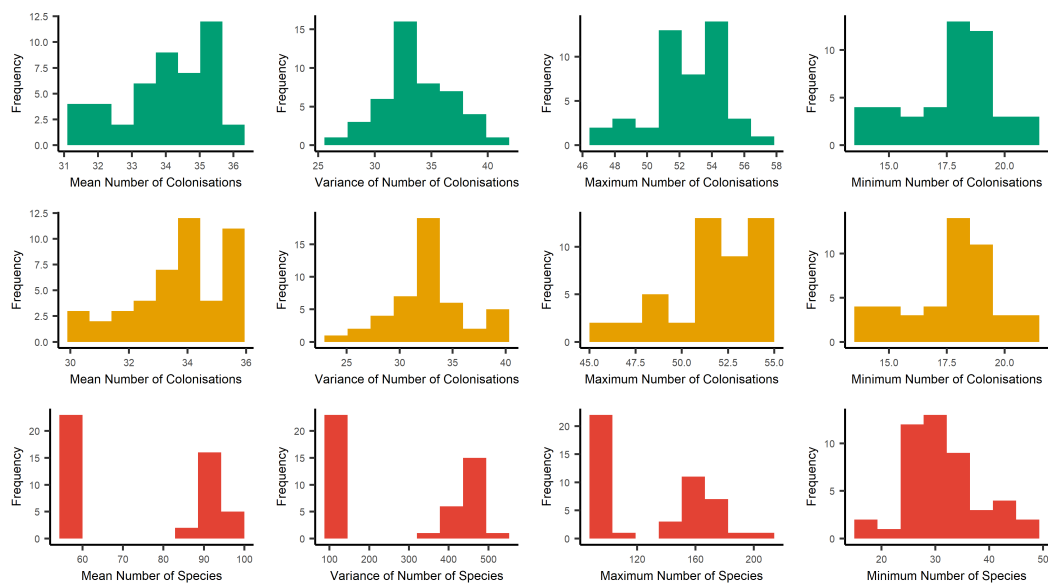 12.5
10.0
7.5
5.0
2.5
0.0
Frequency
31 32 33 34 35 36
Mean Number of Colonisations
15
10
5
0
Frequency
25 30 35 40
Variance of Number of Colonisations
10
5
0
Frequency
46 48 50 52 54 56 58
Maximum Number of Colonisations
10
5
0
Frequency
15.0 17.5 20.0
Minimum Number of Colonisations
12.5
10.0
7.5
5.0
2.5
0.0
Frequency
30 32 34 36
Mean Number of Colonisations
15
10
5
0
Frequency
25 30 35 40
Variance of Number of Colonisations
10
5
0
Frequency
45.0 47.5 50.0 52.5 55.0
Maximum Number of Colonisations
10
5
0
Frequency
15.0 17.5 20.0
Minimum Number of Colonisations
20
15
10
5
0
Frequency
60 70 80 90 100
Mean Number of Species
20
15
10
5
0
Frequency
100 200 300 400 500
Variance of Number of Species
20
15
10
5
0
Frequency
120 160 200
Maximum Number of Species
10
5
0
Frequency
20 30 40 50
Minimum Number of Species